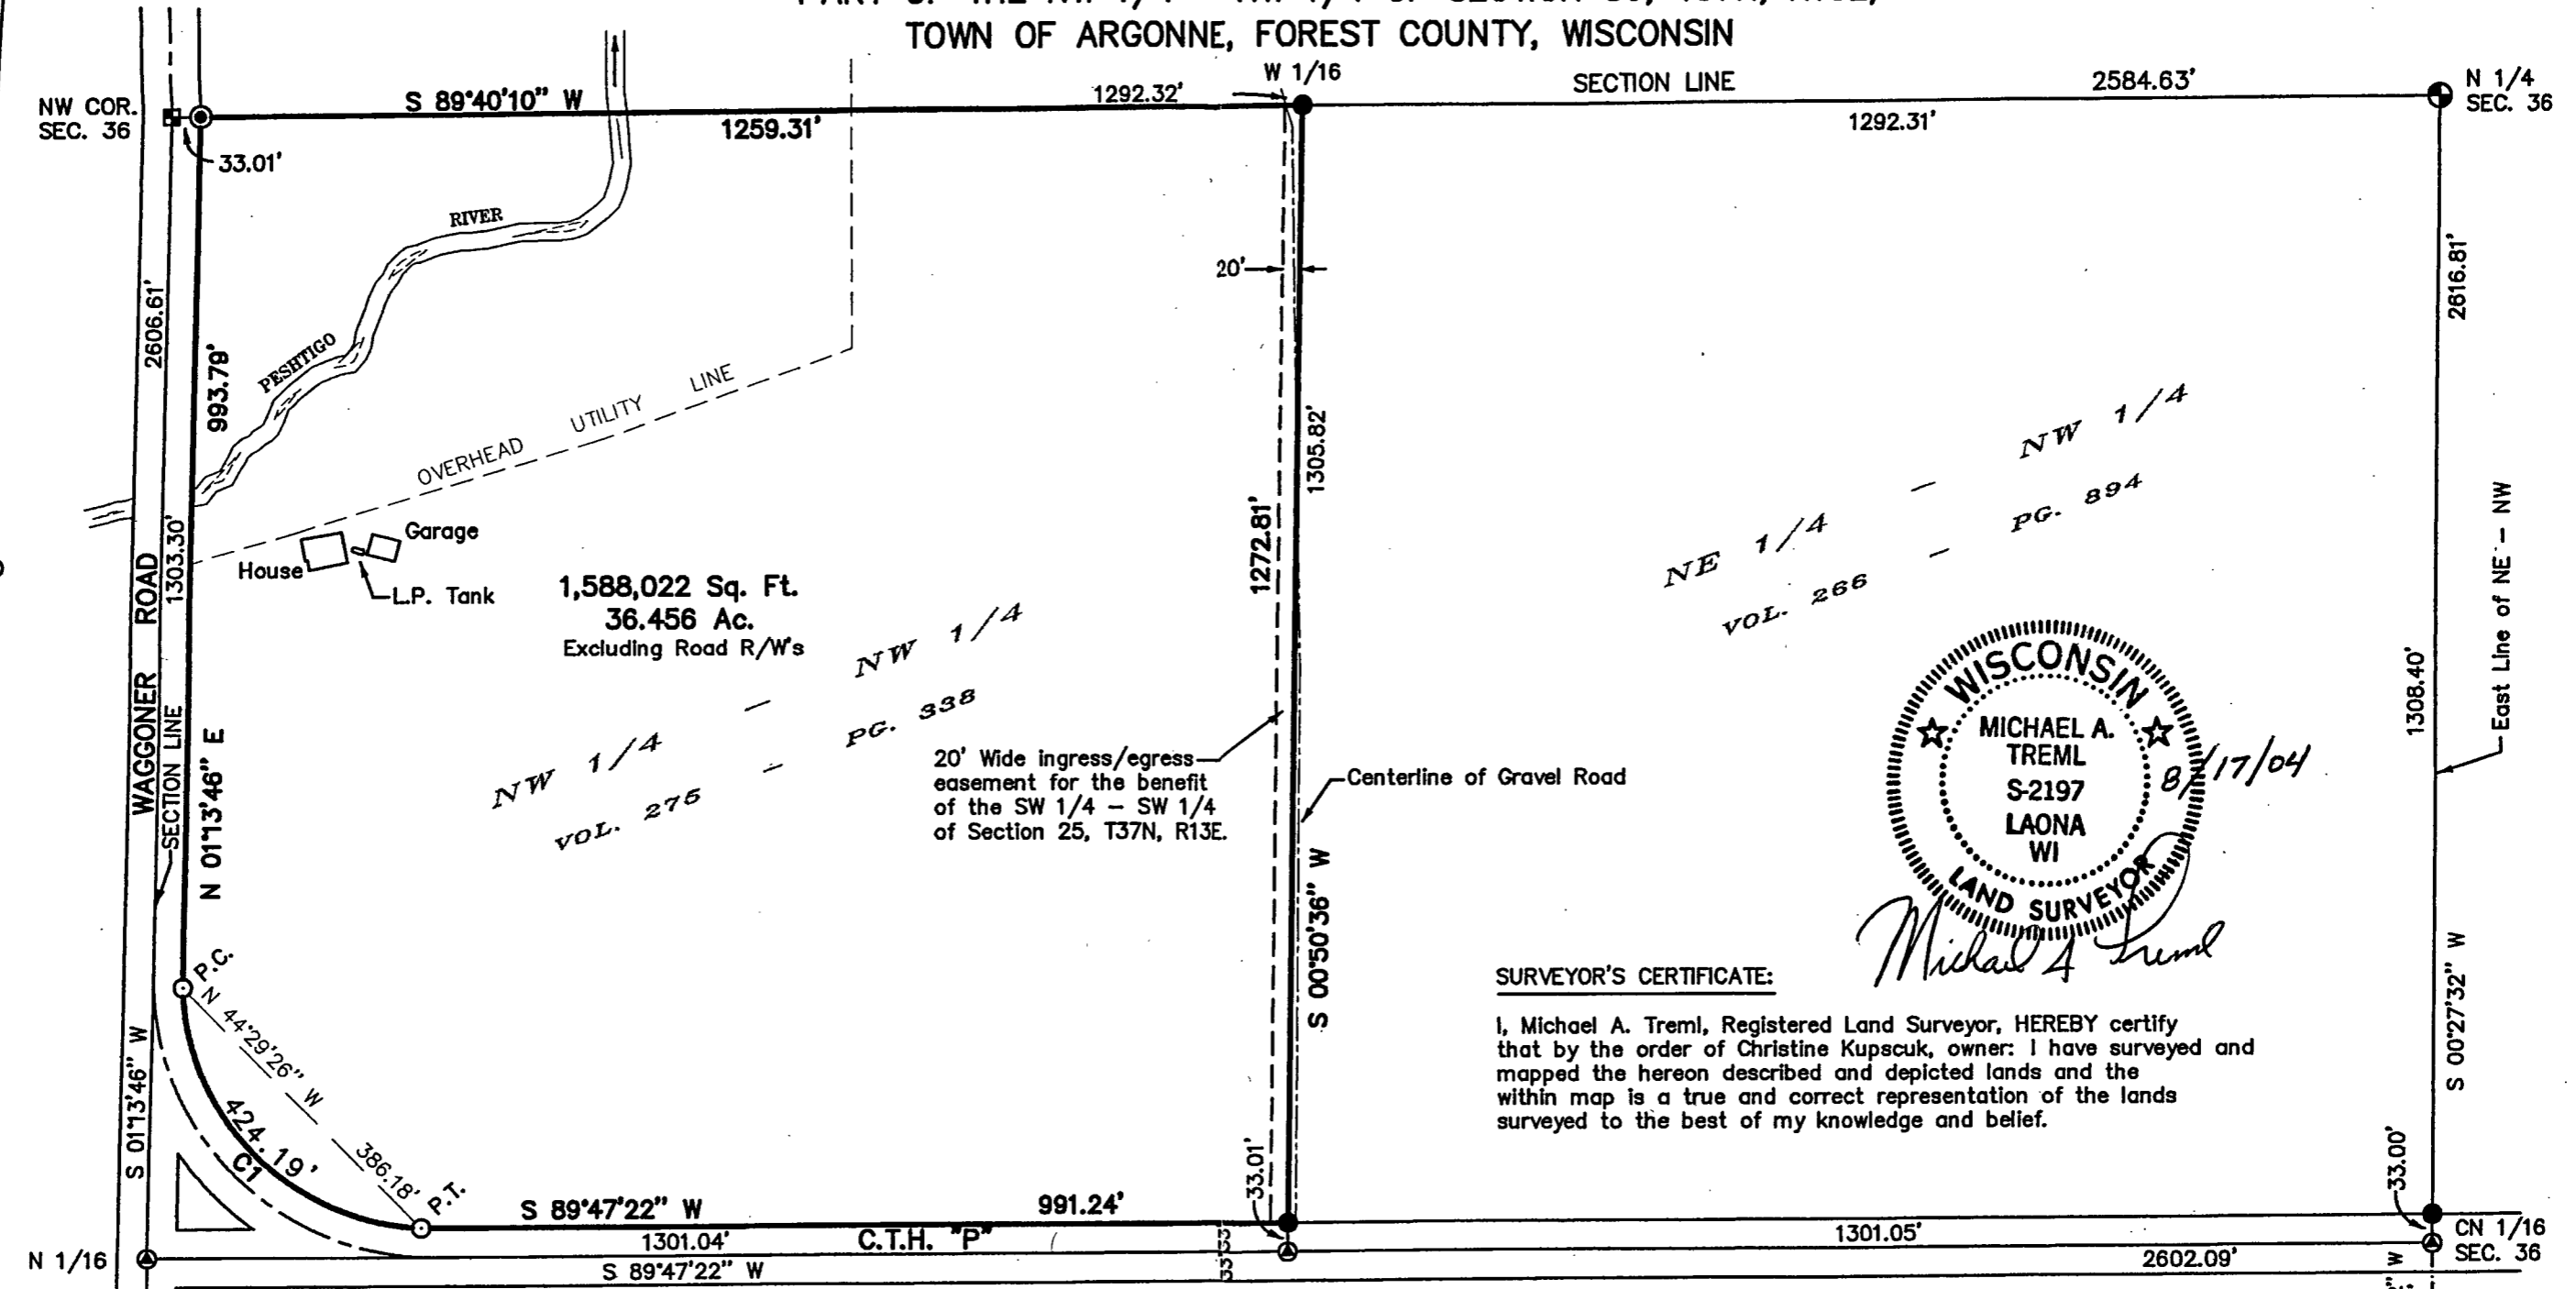 TOWN OF ARGONNE, FOREST COUNTY, WISCONSIN
NW COR.
SEC. 36
S 89°40'10" W
1259.31'
1292.32'
W 1/16
SECTION LINE
1292.31'
2584.63'
N 1/4
SEC. 36
33.01'
RIVER
PESHTIGO
2606.61'
993.79'
20'
2616.81'
OVERHEAD UTILITY LINE
1303.30'
WAGGONER ROAD
SECTION LINE
N 01°13'46" E
House
Garage
L.P. Tank
1,588,022 Sq. Ft.
36.456 Ac.
Excluding Road R/W's
NW 1/4 — NW 1/4
VOL. 275 — PG. 338
1272.81'
1305.82'
20' Wide ingress/egress
easement for the benefit
of the SW 1/4 — SW 1/4
of Section 25, T37N, R13E.
Centerline of Gravel Road
S 00°50'36" W
NE 1/4 — NW 1/4
VOL. 266 — PG. 894
East Line of NE — NW
1308.40'
S 00°27'32" W
WISCONSIN
MICHAEL A.
TREML
S-2197
LAONA
WI
LAND SURVEYOR
8/17/04
Michael A Treml
SURVEYOR'S CERTIFICATE:
I, Michael A. Treml, Registered Land Surveyor, HEREBY certify
that by the order of Christine Kupscuk, owner: I have surveyed and
mapped the hereon described and depicted lands and the
within map is a true and correct representation of the lands
surveyed to the best of my knowledge and belief.
P.C.
N 44°29'26" W
386.18'
P.T.
424.19'
C1
S 01°13'46" W
S 89°47'22" W
991.24'
33.01'
33.00'
N 1/16
1301.04'
C.T.H. "P"
33
33
1301.05'
S 89°47'22" W
2602.09'
CN 1/16
SEC. 36